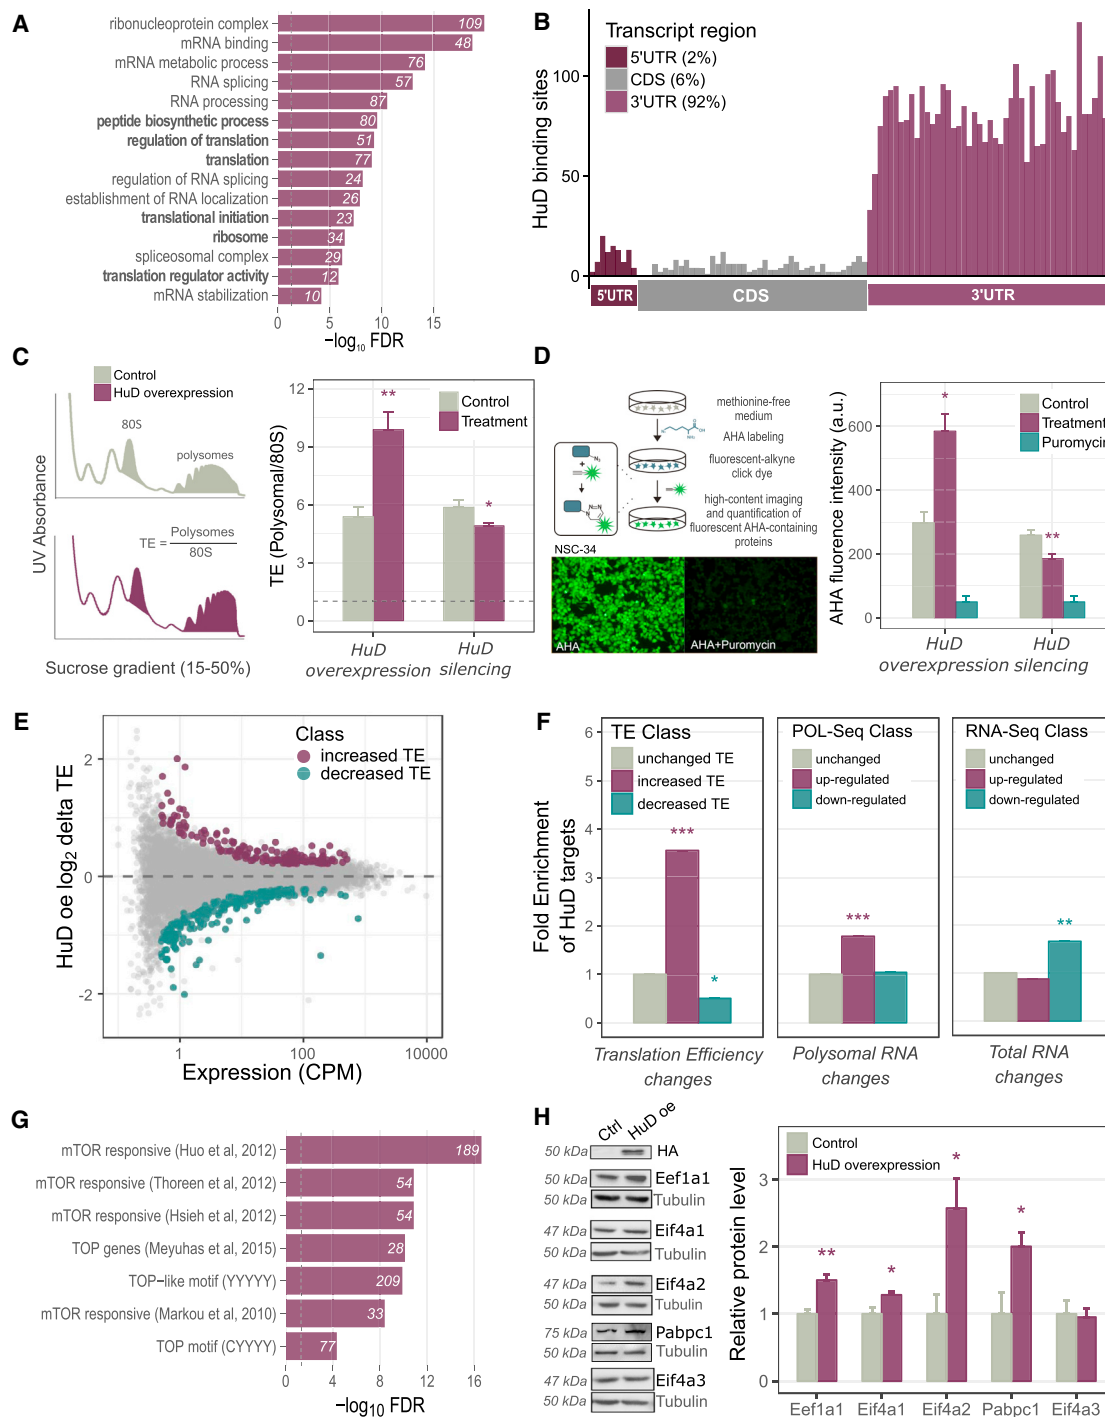 A
ribonucleoprotein complex 109
mRNA binding 48
mRNA metabolic process 76
RNA splicing 57
RNA processing 87
peptide biosynthetic process 80
regulation of translation 51
translation 77
regulation of RNA splicing 24
establishment of RNA localization 26
translational initiation 23
ribosome 34
spliceosomal complex 29
translation regulator activity 12
mRNA stabilization 10
0 5 10 15
−log₁₀ FDR
B
Transcript region
5'UTR (2%)
CDS (6%)
3'UTR (92%)
HuD binding sites
100
50
0
5'UTR CDS 3'UTR
C
Control
HuD overexpression
80S
polysomes
UV Absorbance
TE = Polysomes
80S
Sucrose gradient (15-50%)
TE (Polysomal/80S)
12
9
6
3
0
Control
Treatment
**
*
HuD overexpression
HuD silencing
D
methionine-free
medium
AHA labeling
fluorescent-alkyne
click dye
high-content imaging
and quantification of
fluorescent AHA-containing
proteins
NSC-34
AHA
AHA+Puromycin
AHA fluorence intensity (a.u.)
600
400
200
0
Control
Treatment
Puromycin
*
**
HuD HuD
overexpression silencing
E
HuD oe log₂ delta TE
2
0
-2
Class
increased TE
decreased TE
1 100 10000
Expression (CPM)
F
Fold Enrichment
of HuD targets
6
5
4
3
2
1
0
TE Class
unchanged TE
increased TE
decreased TE
***
*
Translation Efficiency
changes
POL-Seq Class
unchanged
up-regulated
down-regulated
***
Polysomal RNA
changes
RNA-Seq Class
unchanged
up-regulated
down-regulated
**
Total RNA
changes
G
mTOR responsive (Huo et al, 2012) 189
mTOR responsive (Thoreen et al, 2012) 54
mTOR responsive (Hsieh et al, 2012) 54
TOP genes (Meyuhas et al, 2015) 28
TOP−like motif (YYYYY) 209
mTOR responsive (Markou et al, 2010) 33
TOP motif (CYYYY) 77
0 4 8 12 16
−log₁₀ FDR
H
Ctrl HuD oe
50 kDa HA
50 kDa Eef1a1
50 kDa Tubulin
47 kDa Eif4a1
50 kDa Tubulin
47 kDa Eif4a2
50 kDa Tubulin
75 kDa Pabpc1
50 kDa Tubulin
47 kDa Eif4a3
50 kDa Tubulin
Relative protein level
3
2
1
0
Control
HuD overexpression
**
*
*
*
Eef1a1 Eif4a1 Eif4a2 Pabpc1 Eif4a3